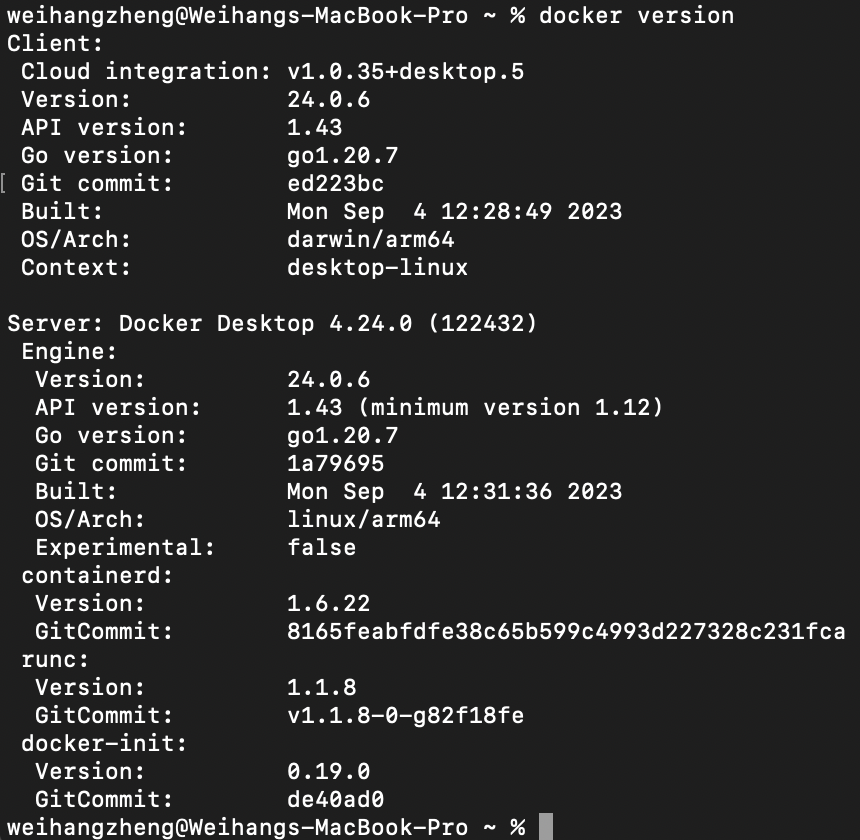 weihangzheng@Weihangs-MacBook-Pro ~ % docker version
Client:
 Cloud integration: v1.0.35+desktop.5
 Version:           24.0.6
 API version:       1.43
 Go version:        go1.20.7
[ Git commit:        ed223bc
 Built:             Mon Sep  4 12:28:49 2023
 OS/Arch:           darwin/arm64
 Context:           desktop-linux

Server: Docker Desktop 4.24.0 (122432)
 Engine:
  Version:          24.0.6
  API version:      1.43 (minimum version 1.12)
  Go version:       go1.20.7
  Git commit:       1a79695
  Built:            Mon Sep  4 12:31:36 2023
  OS/Arch:          linux/arm64
  Experimental:     false
 containerd:
  Version:          1.6.22
  GitCommit:        8165feabfdfe38c65b599c4993d227328c231fca
 runc:
  Version:          1.1.8
  GitCommit:        v1.1.8-0-g82f18fe
 docker-init:
  Version:          0.19.0
  GitCommit:        de40ad0
weihangzheng@Weihangs-MacBook-Pro ~ %